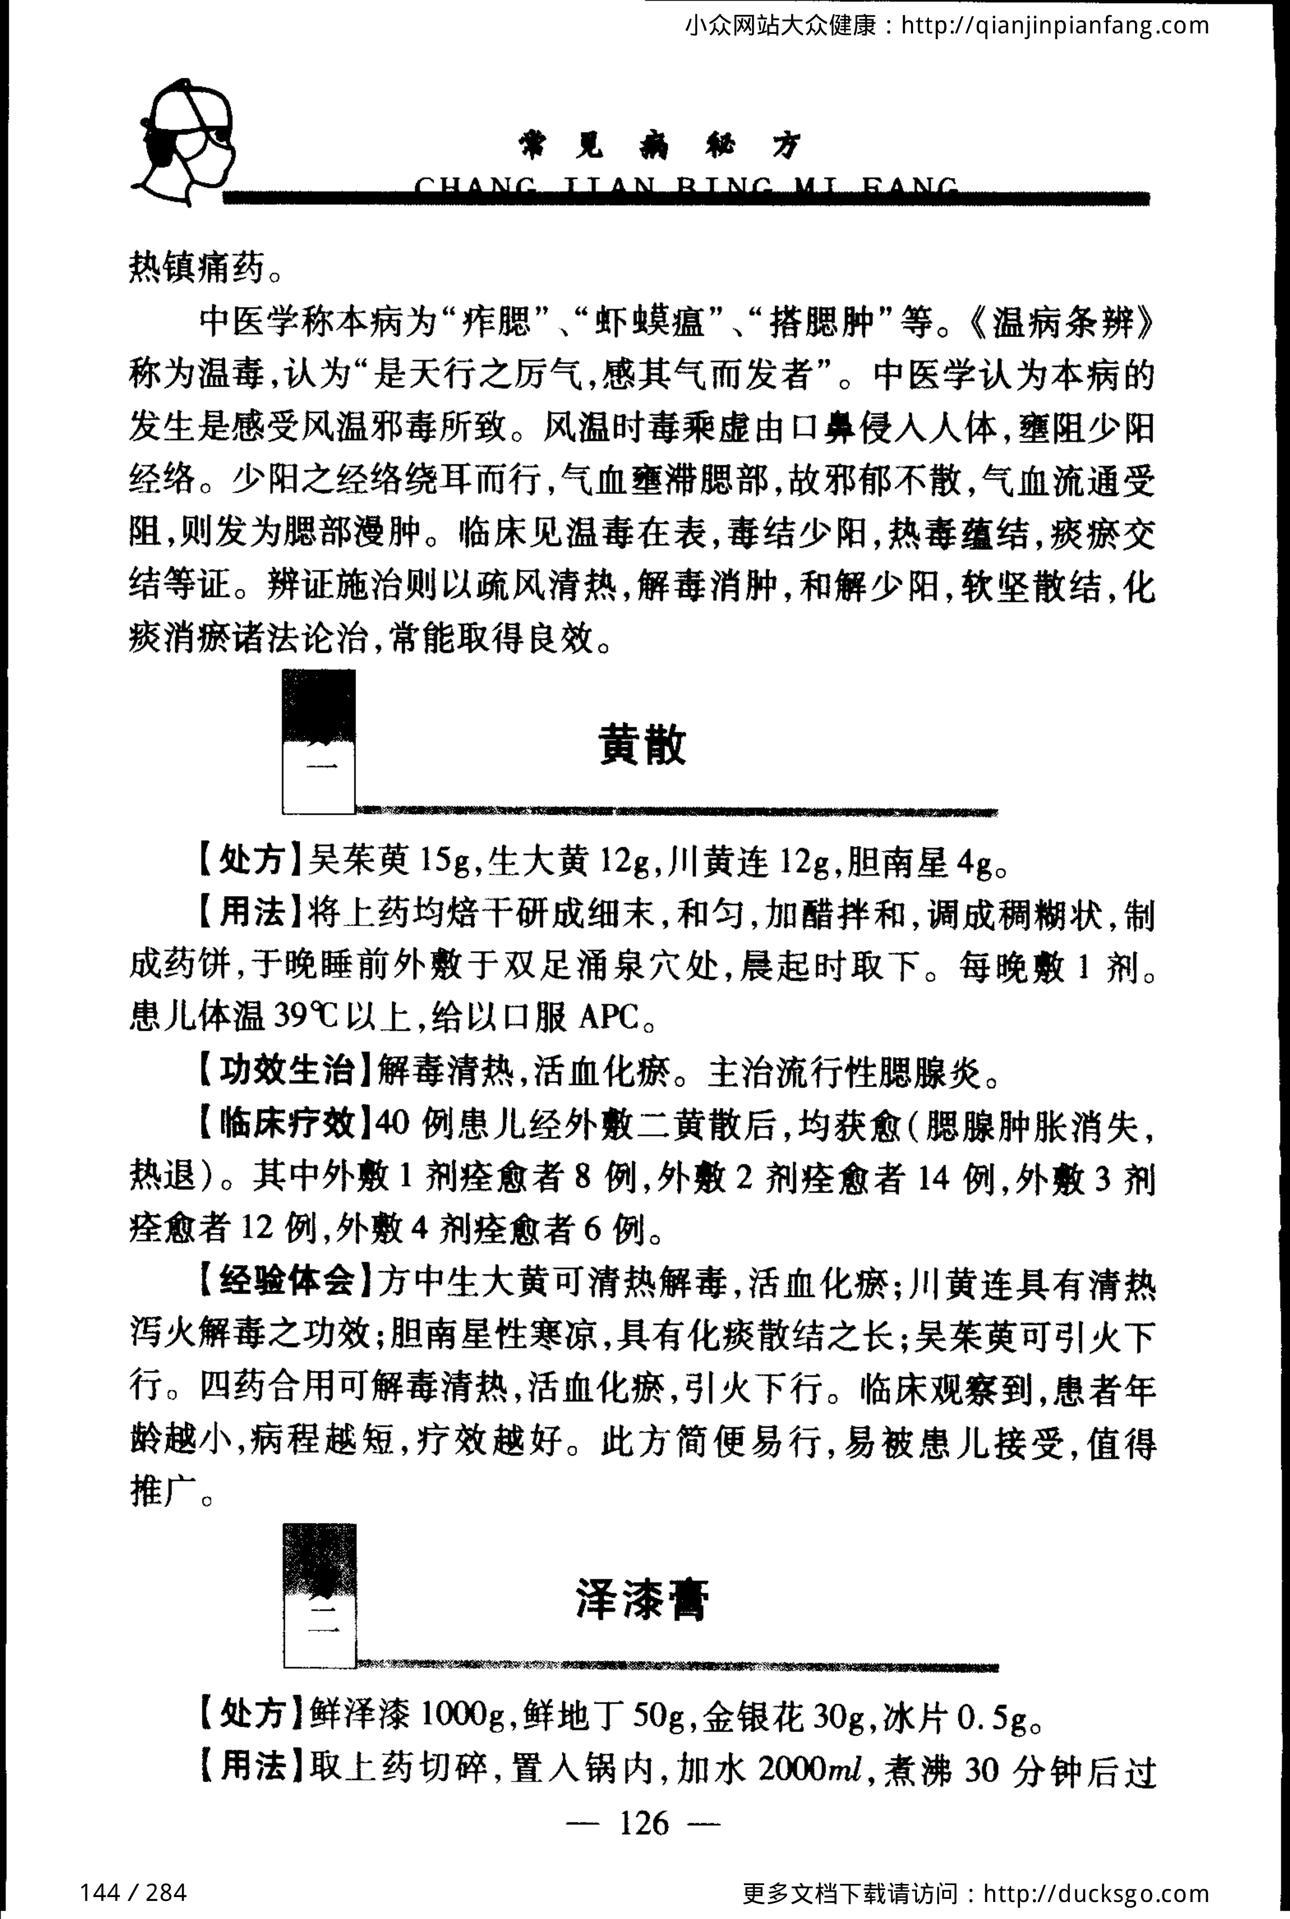 小众网站大众健康：http://qianjinpianfang.com
常见病秘方
CHANG JIAN BING MI FANG
热镇痛药。
中医学称本病为“痄腮”、“虾蟆瘟”、“搭腮肿”等。《温病条辨》
称为温毒,认为“是天行之厉气,感其气而发者”。中医学认为本病的
发生是感受风温邪毒所致。风温时毒乘虚由口鼻侵入人体,壅阻少阳
经络。少阳之经络绕耳而行,气血壅滞腮部,故邪郁不散,气血流通受
阻,则发为腮部漫肿。临床见温毒在表,毒结少阳,热毒蕴结,痰瘀交
结等证。辨证施治则以疏风清热,解毒消肿,和解少阳,软坚散结,化
痰消瘀诸法论治,常能取得良效。
一
黄散
【处方】吴茱萸 15g,生大黄 12g,川黄连 12g,胆南星 4g。
【用法】将上药均焙干研成细末,和匀,加醋拌和,调成稠糊状,制
成药饼,于晚睡前外敷于双足涌泉穴处,晨起时取下。每晚敷 1 剂。
患儿体温 39℃以上,给以口服 APC。
【功效生治】解毒清热,活血化瘀。主治流行性腮腺炎。
【临床疗效】40 例患儿经外敷二黄散后,均获愈(腮腺肿胀消失,
热退)。其中外敷 1 剂痊愈者 8 例,外敷 2 剂痊愈者 14 例,外敷 3 剂
痊愈者 12 例,外敷 4 剂痊愈者 6 例。
【经验体会】方中生大黄可清热解毒,活血化瘀;川黄连具有清热
泻火解毒之功效;胆南星性寒凉,具有化痰散结之长;吴茱萸可引火下
行。四药合用可解毒清热,活血化瘀,引火下行。临床观察到,患者年
龄越小,病程越短,疗效越好。此方简便易行,易被患儿接受,值得
推广。
二
泽漆膏
【处方】鲜泽漆 1000g,鲜地丁 50g,金银花 30g,冰片 0.5g。
【用法】取上药切碎,置入锅内,加水 2000ml,煮沸 30 分钟后过
— 126 —
144 / 284
更多文档下载请访问：http://ducksgo.com